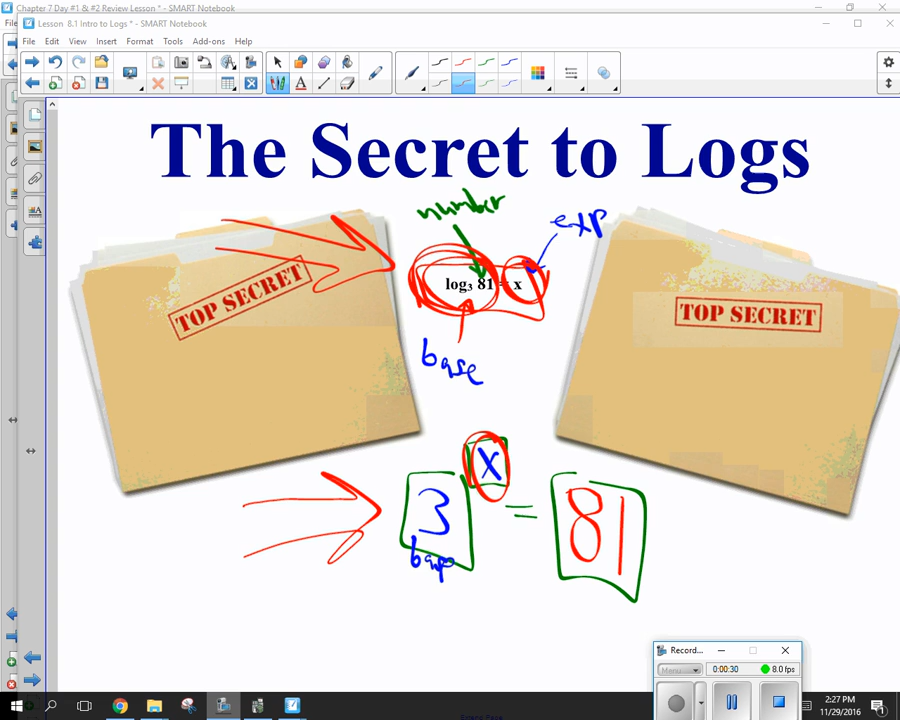 Chapter 7 Day #1 & #2 Review Lesson * - SMART Notebook
Lesson 8.1 Intro to Logs * - SMART Notebook
File Edit View Insert Format Tools Add-ons Help
The Secret to Logs
number
exp
TOP SECRET
log₃ 81 = x
TOP SECRET
base
x
3 = 81
base
Record...
Menu
0:00:30
8.0 fps
2:27 PM
11/29/2016